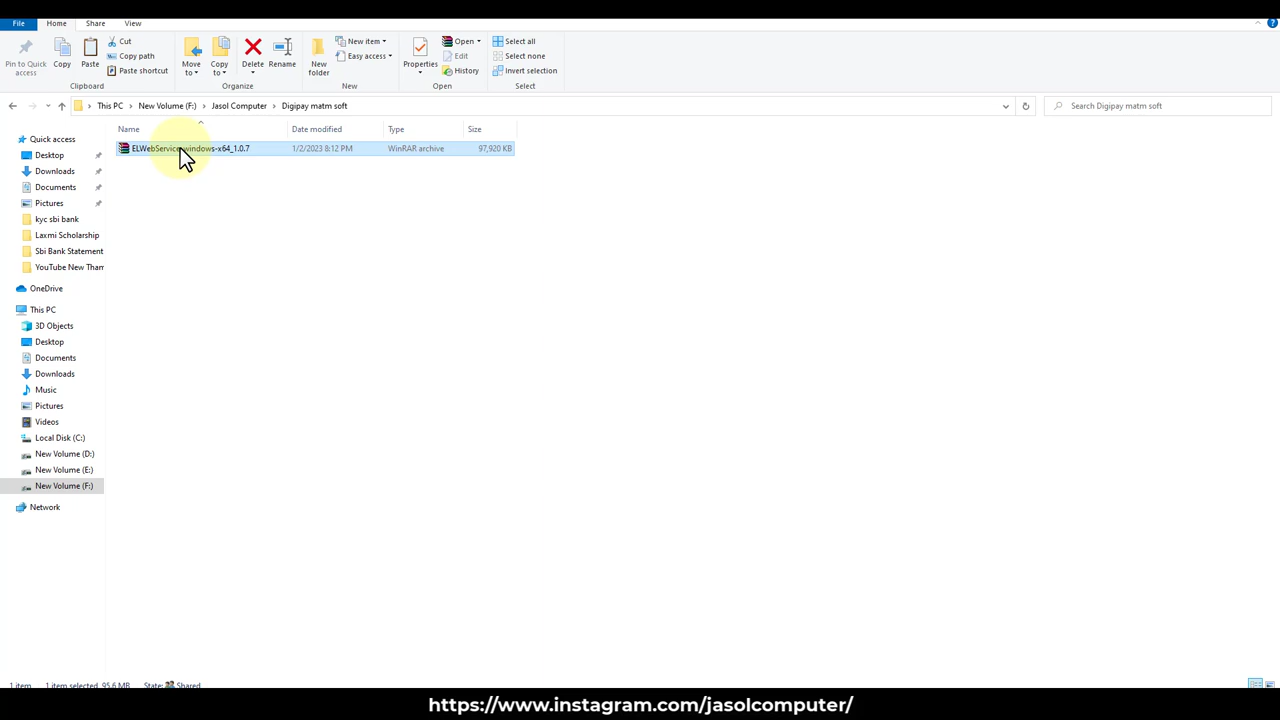 File Home Share View
Pin to Quick access
Copy
Paste
Cut
Copy path
Paste shortcut
Clipboard
Move to
Copy to
Delete
Rename
Organize
New folder
New item
Easy access
New
Properties
Open
Edit
History
Open
Select all
Select none
Invert selection
Select
This PC > New Volume (F:) > Jasol Computer > Digipay matm soft
Search Digipay matm soft
Name Date modified Type Size
ELWebService-windows-x64_1.0.7 1/2/2023 8:12 PM WinRAR archive 97,920 KB
Quick access
Desktop
Downloads
Documents
Pictures
kyc sbi bank
Laxmi Scholarship
Sbi Bank Statement
YouTube New Tham
OneDrive
This PC
3D Objects
Desktop
Documents
Downloads
Music
Pictures
Videos
Local Disk (C:)
New Volume (D:)
New Volume (E:)
New Volume (F:)
Network
1 item 1 item selected 95.6 MB State: Shared
https://www.instagram.com/jasolcomputer/